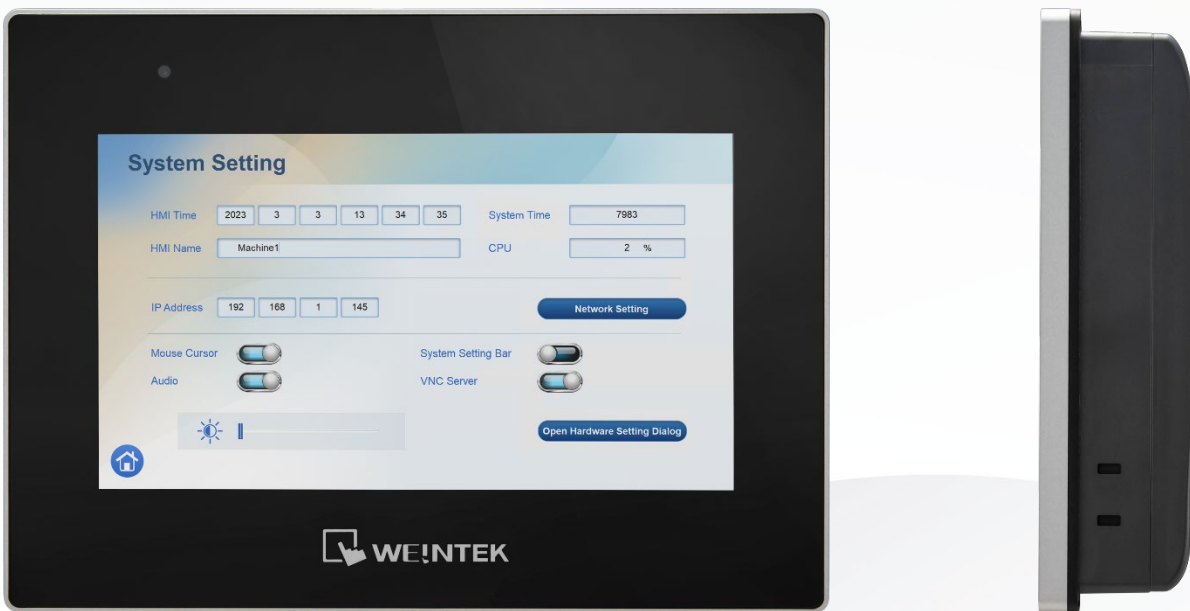 System Setting
HMI Time 2023 3 3 13 34 35 System Time 7983
HMI Name Machine1 CPU 2 %
IP Address 192 168 1 145 Network Setting
Mouse Cursor System Setting Bar
Audio VNC Server
Open Hardware Setting Dialog
WE!NTEK